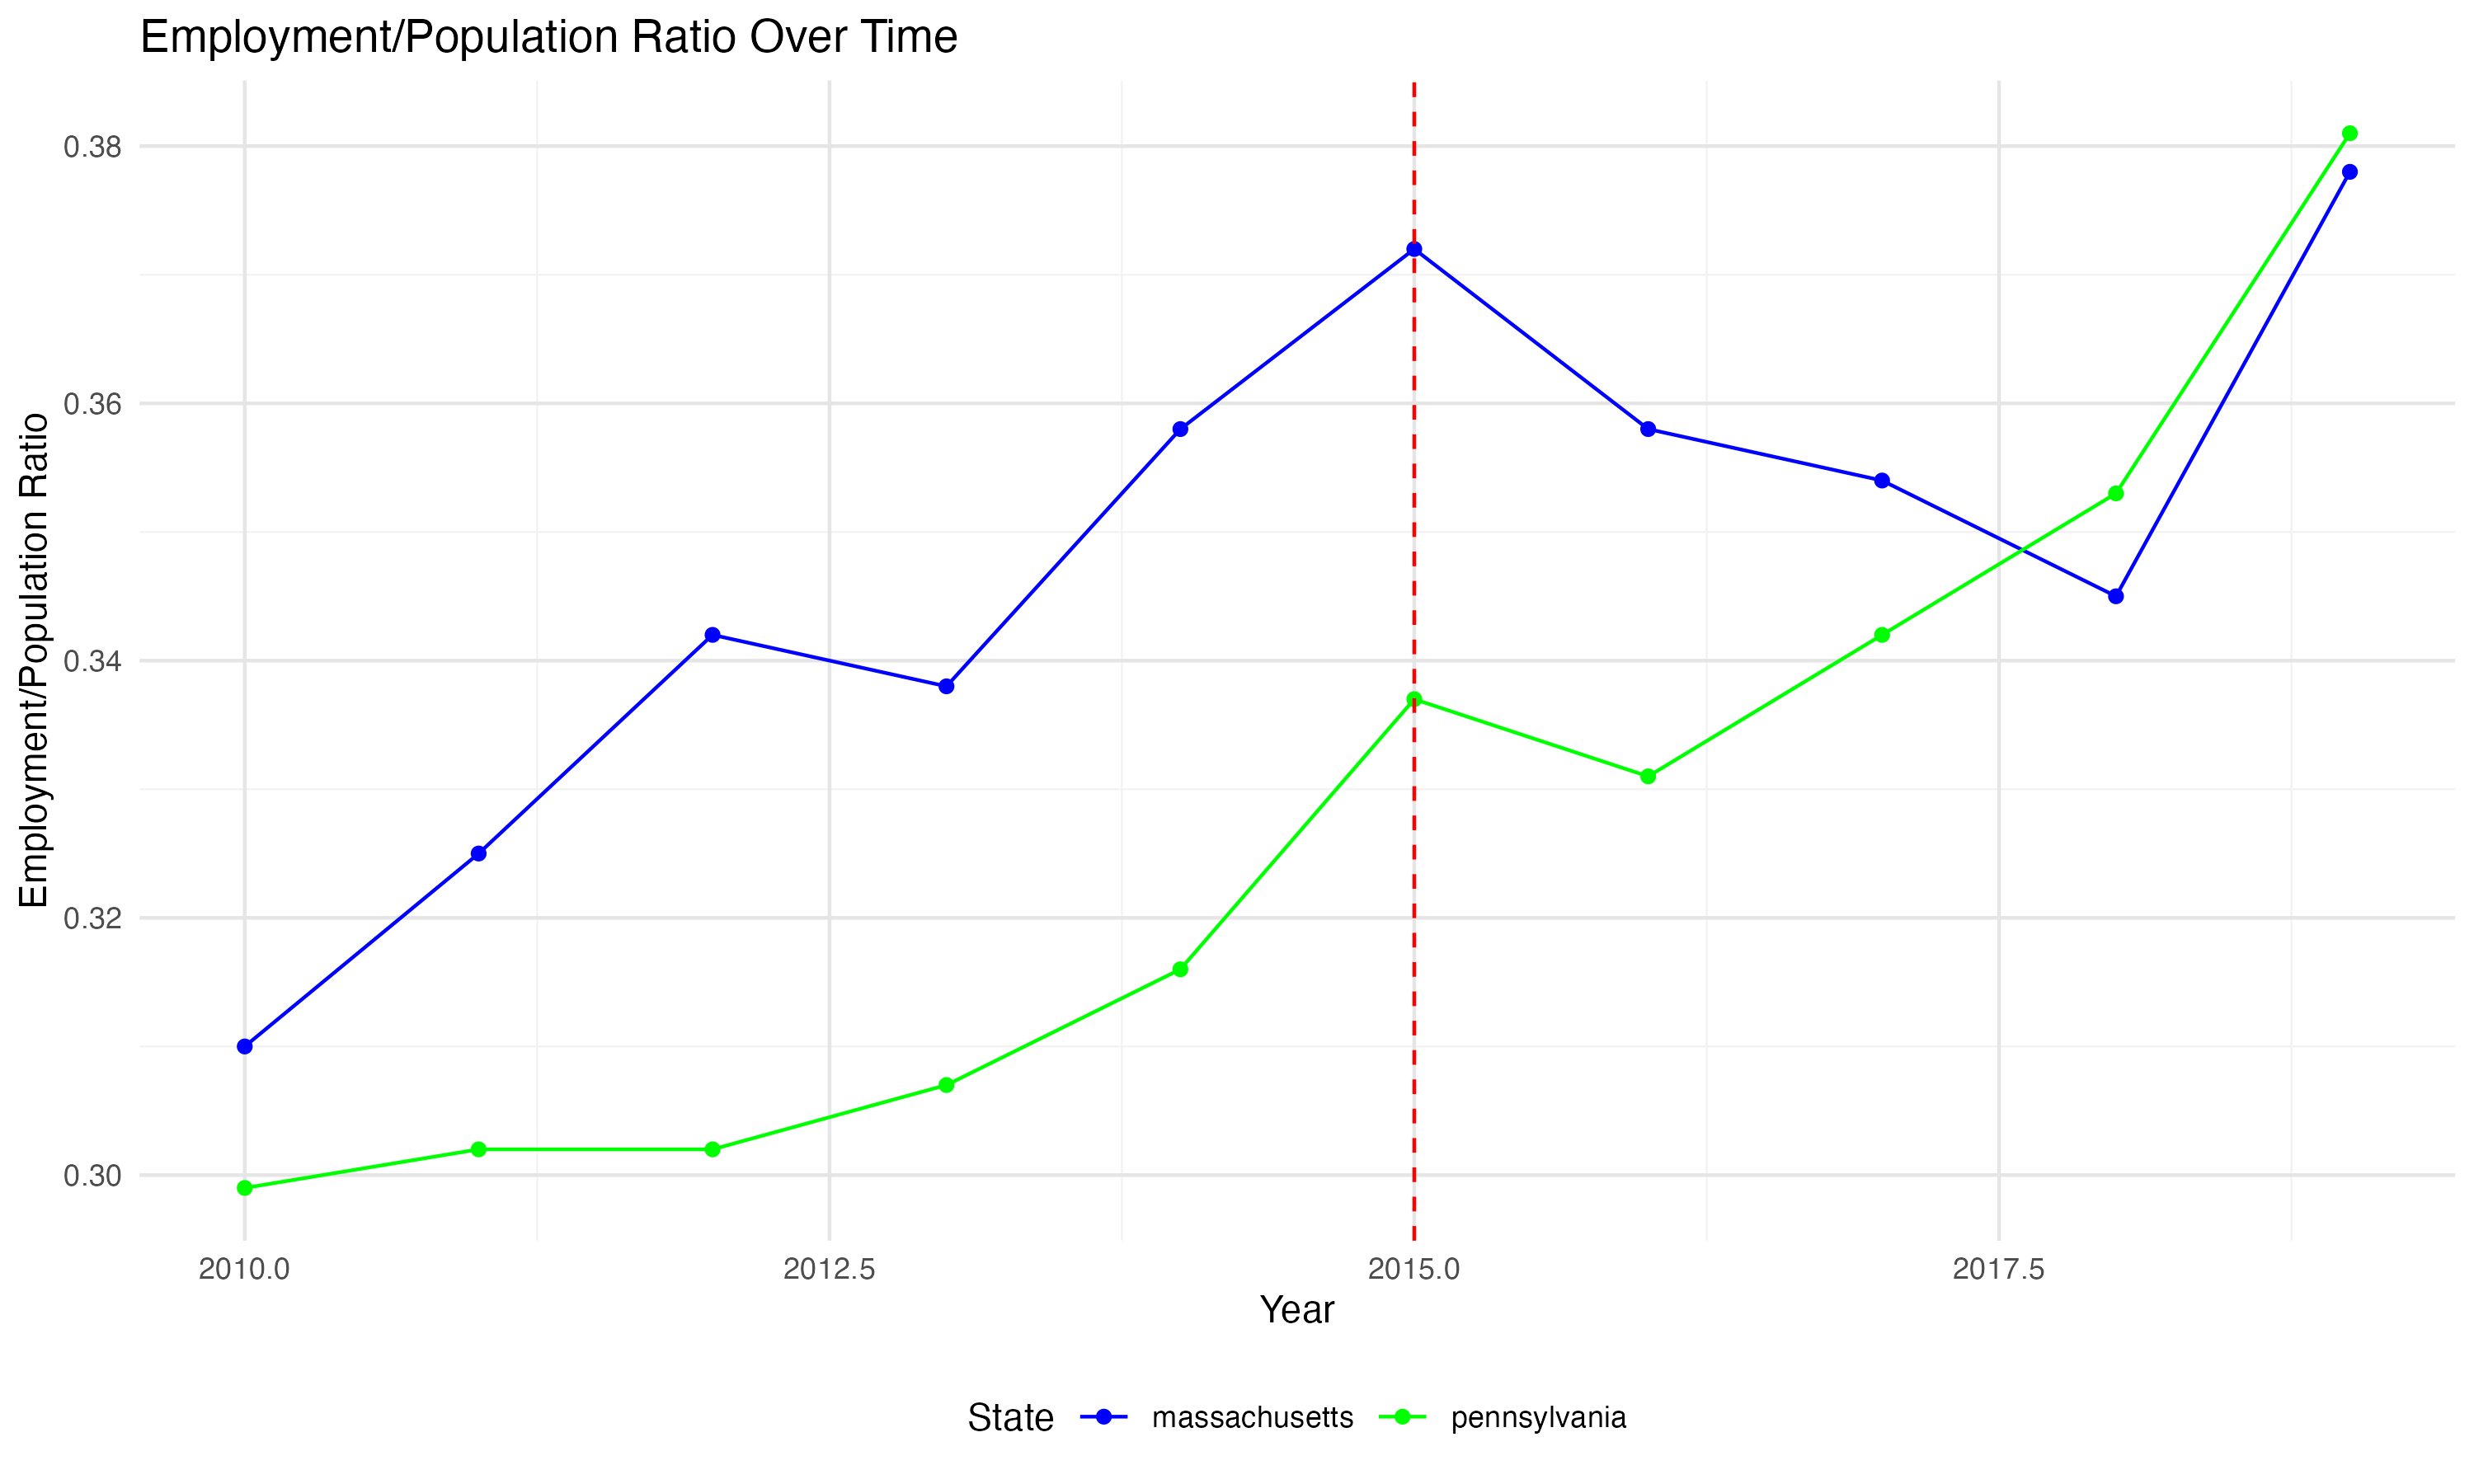 Employment/Population Ratio Over Time
Employment/Population Ratio
0.38
0.36
0.34
0.32
0.30
2010.0 2012.5 2015.0 2017.5
Year
State massachusetts pennsylvania